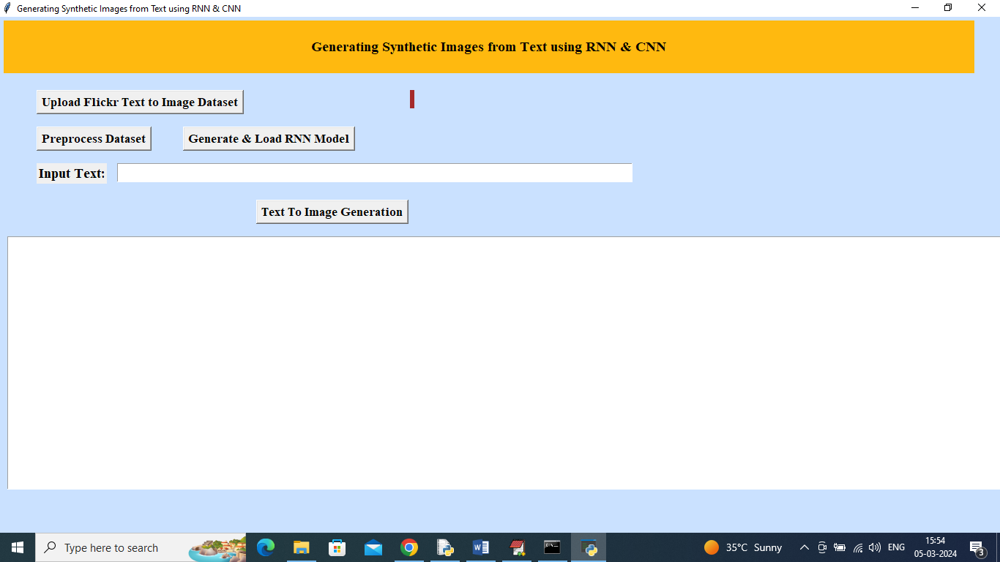 Generating Synthetic Images from Text using RNN & CNN
Generating Synthetic Images from Text using RNN & CNN
Upload Flickr Text to Image Dataset
Preprocess Dataset
Generate & Load RNN Model
Input Text:
Text To Image Generation
Type here to search
35°C Sunny
ENG
15:54
05-03-2024
3